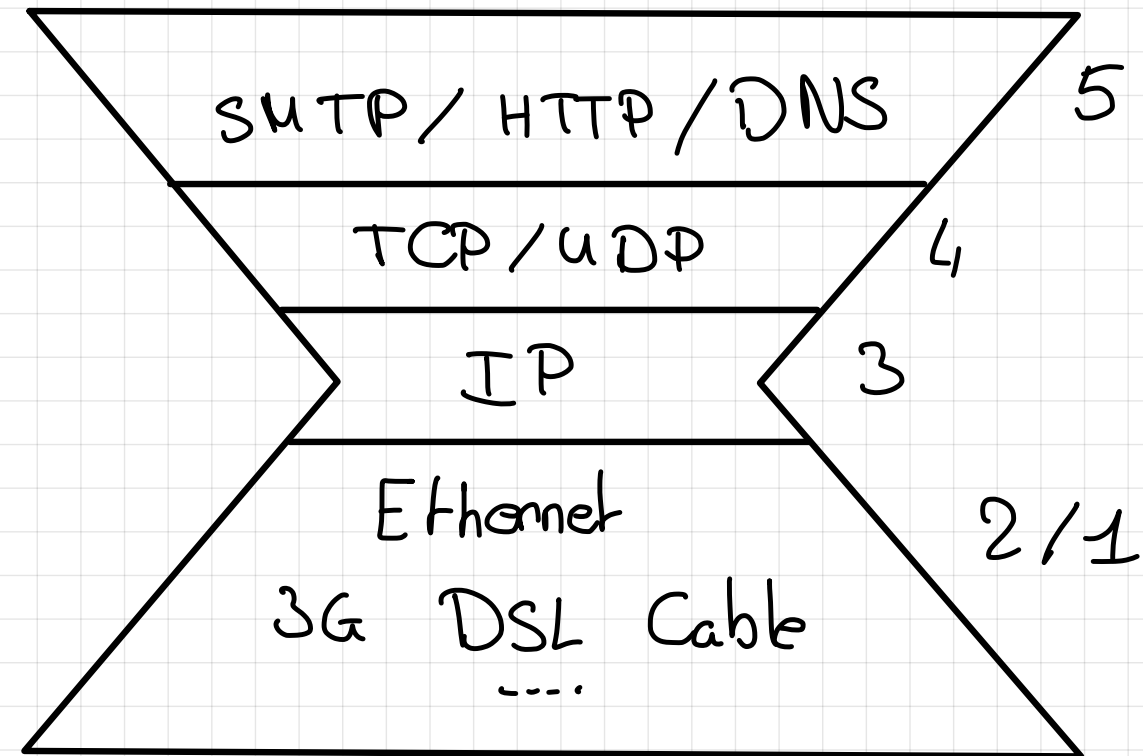 SMTP/HTTP/DNS
5
TCP/UDP
4
IP
3
Ethernet
2/1
3G DSL Cable
....